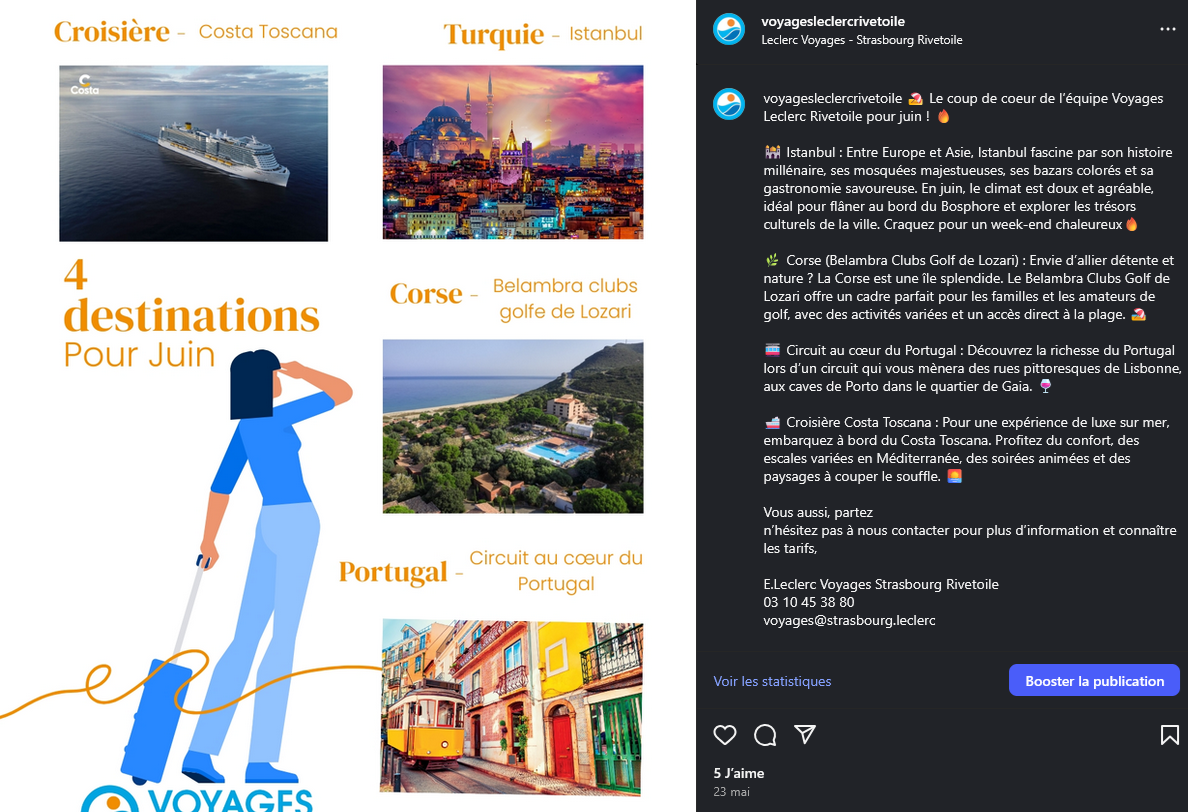 Croisière – Costa Toscana
Turquie – Istanbul
Costa
4
destinations
Pour Juin
Corse – Belambra clubs
golfe de Lozari
Portugal – Circuit au cœur du
Portugal
VOYAGES
voyagesleclercrivetoile
Leclerc Voyages - Strasbourg Rivetoile
voyagesleclercrivetoile 🏖️ Le coup de coeur de l'équipe Voyages
Leclerc Rivetoile pour juin ! 🔥
🕌 Istanbul : Entre Europe et Asie, Istanbul fascine par son histoire
millénaire, ses mosquées majestueuses, ses bazars colorés et sa
gastronomie savoureuse. En juin, le climat est doux et agréable,
idéal pour flâner au bord du Bosphore et explorer les trésors
culturels de la ville. Craquez pour un week-end chaleureux🔥
🌿 Corse (Belambra Clubs Golf de Lozari) : Envie d'allier détente et
nature ? La Corse est une île splendide. Le Belambra Clubs Golf de
Lozari offre un cadre parfait pour les familles et les amateurs de
golf, avec des activités variées et un accès direct à la plage. 🏖️
🚋 Circuit au cœur du Portugal : Découvrez la richesse du Portugal
lors d'un circuit qui vous mènera des rues pittoresques de Lisbonne,
aux caves de Porto dans le quartier de Gaia. 🍷
🛳️ Croisière Costa Toscana : Pour une expérience de luxe sur mer,
embarquez à bord du Costa Toscana. Profitez du confort, des
escales variées en Méditerranée, des soirées animées et des
paysages à couper le souffle. 🌅
Vous aussi, partez
n'hésitez pas à nous contacter pour plus d'information et connaître
les tarifs,
E.Leclerc Voyages Strasbourg Rivetoile
03 10 45 38 80
voyages@strasbourg.leclerc
Voir les statistiques
Booster la publication
5 J'aime
23 mai